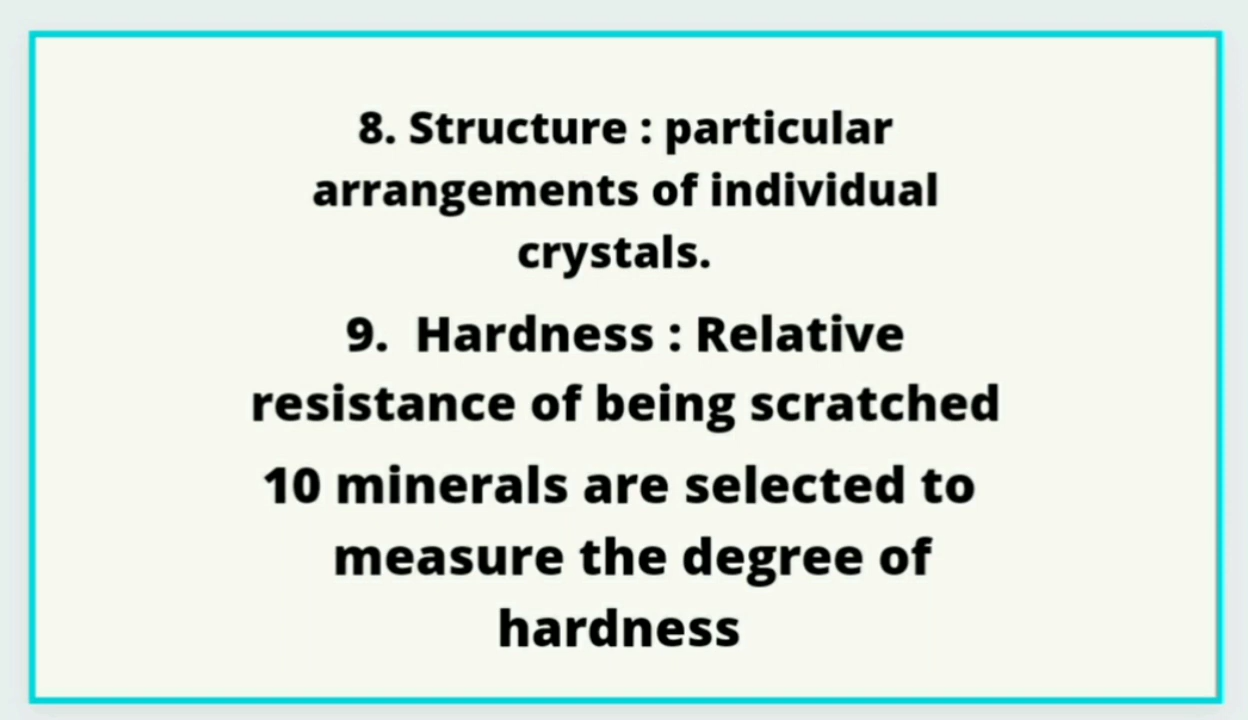 8. Structure : particular
arrangements of individual
crystals.
9. Hardness : Relative
resistance of being scratched
10 minerals are selected to
measure the degree of
hardness